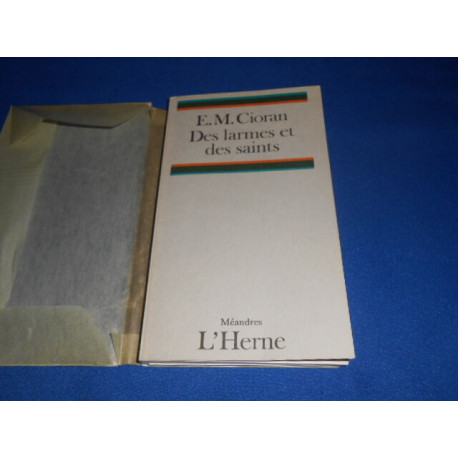 E.M.Cioran
Des larmes et
des saints
Méandres
L'Herne